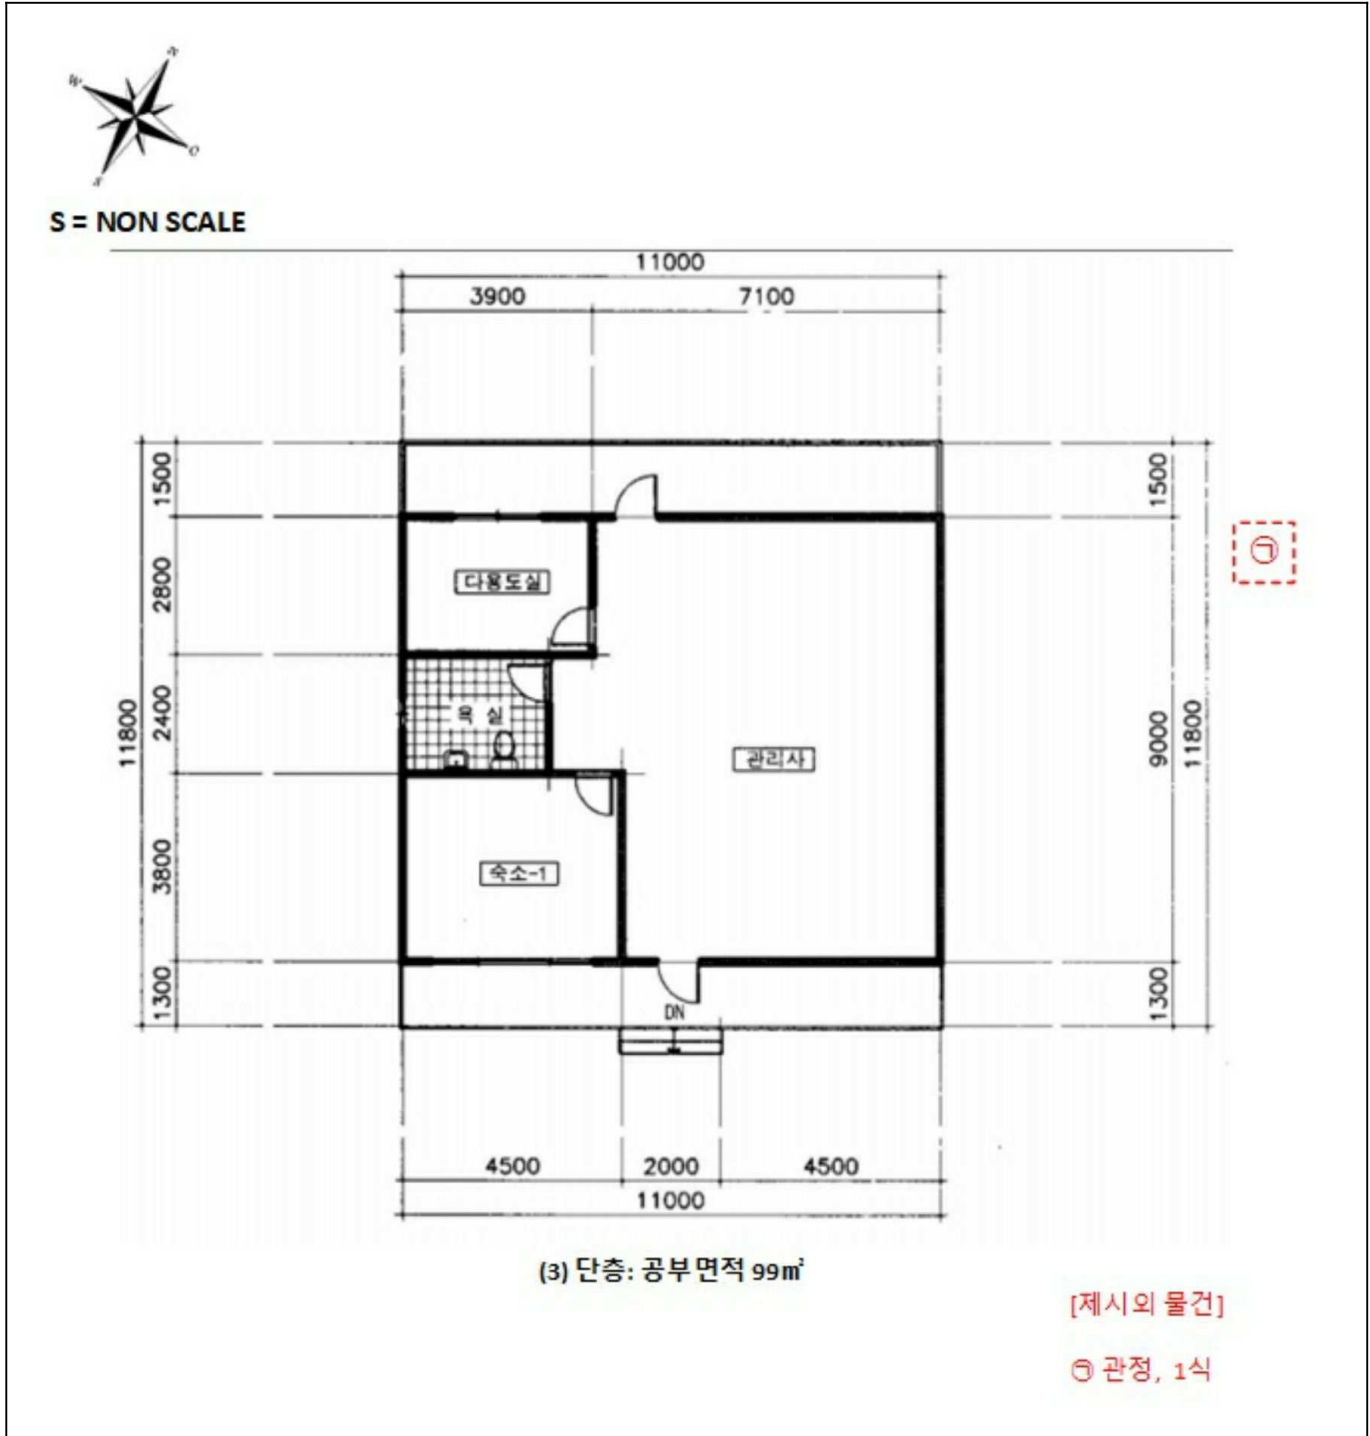 N
W
O
S
S = NON SCALE
11000
3900 7100
1500 1500
㉠
2800
다용도실
11800 2400 욕 실 9000 11800
관리사
3800
숙소-1
1300 1300
DN
4500 2000 4500
11000
(3) 단층: 공부면적 99㎡
[제시외 물건]
㉠ 관정, 1식